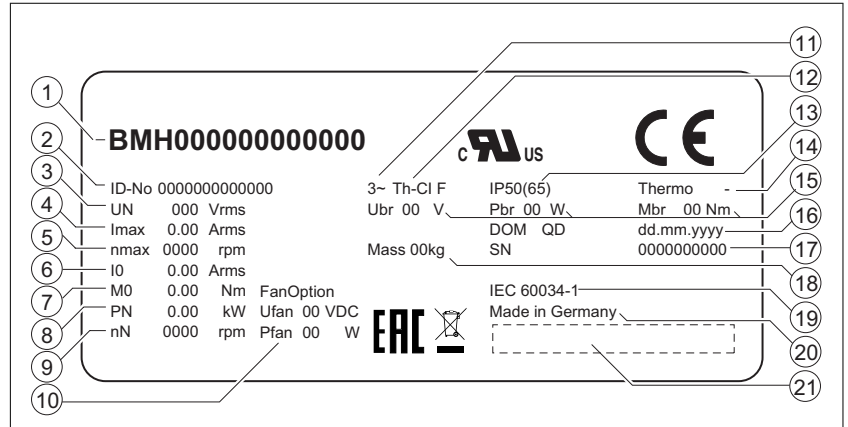 BMH000000000000
c RU US CE
ID-No 0000000000000 3~ Th-Cl F IP50(65) Thermo -
UN 000 Vrms Ubr 00 V Pbr 00 W Mbr 00 Nm
Imax 0.00 Arms DOM QD dd.mm.yyyy
nmax 0000 rpm Mass 00kg SN 0000000000
I0 0.00 Arms
M0 0.00 Nm FanOption IEC 60034-1
PN 0.00 kW Ufan 00 VDC Made in Germany
nN 0000 rpm Pfan 00 W
EAC
1
2
3
4
5
6
7
8
9
10
11
12
13
14
15
16
17
18
19
20
21